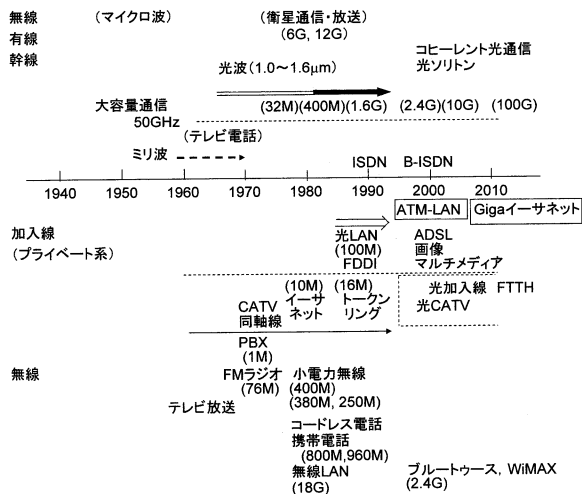 無線 (マイクロ波) (衛星通信・放送)
有線 (6G, 12G)
幹線 コヒーレント光通信
光ソリトン
光波(1.0～1.6μm)
大容量通信 (32M)(400M)(1.6G) (2.4G)(10G) (100G)
50GHz
(テレビ電話)
ミリ波 ISDN B-ISDN
1940 1950 1960 1970 1980 1990 2000 2010
ATM-LAN Gigaイーサネット
加入線 光LAN ADSL
(プライベート系) (100M) 画像
FDDI マルチメディア
(10M) (16M) 光加入線 FTTH
CATV イーサ トークン 光CATV
同軸線 ネット リング
PBX
(1M)
無線 FMラジオ 小電力無線
(76M) (400M)
テレビ放送 (380M, 250M)
コードレス電話
携帯電話
(800M,960M)
無線LAN ブルートゥース, WiMAX
(18G) (2.4G)